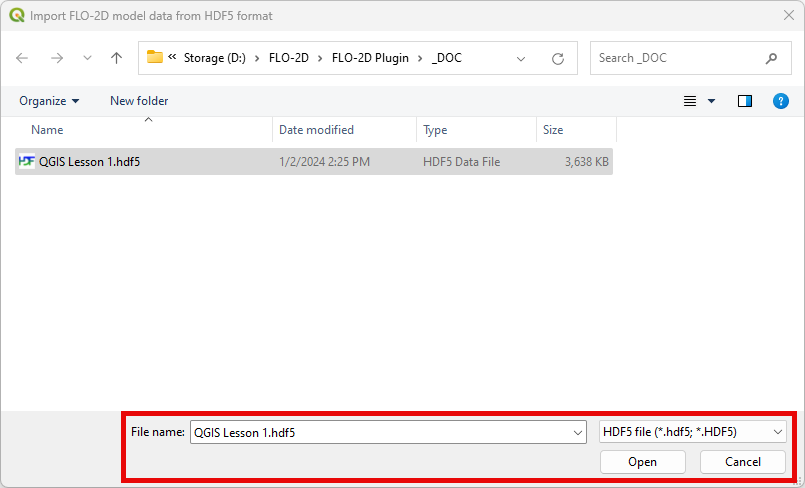 Import FLO-2D model data from HDF5 format
« Storage (D:) > FLO-2D > FLO-2D Plugin > _DOC
Search _DOC
Organize
New folder
?
Name
Date modified
Type
Size
HDF QGIS Lesson 1.hdf5 1/2/2024 2:25 PM HDF5 Data File 3,638 KB
File name: QGIS Lesson 1.hdf5 HDF5 file (*.hdf5; *.HDF5)
Open
Cancel